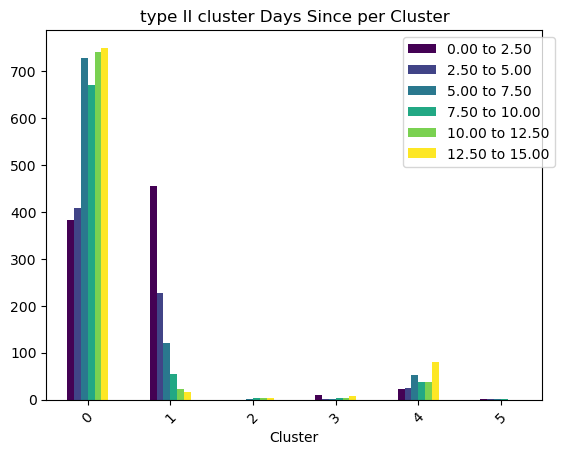 type II cluster Days Since per Cluster
700
600
500
400
300
200
100
0
0.00 to 2.50
2.50 to 5.00
5.00 to 7.50
7.50 to 10.00
10.00 to 12.50
12.50 to 15.00
0 1 2 3 4 5
Cluster